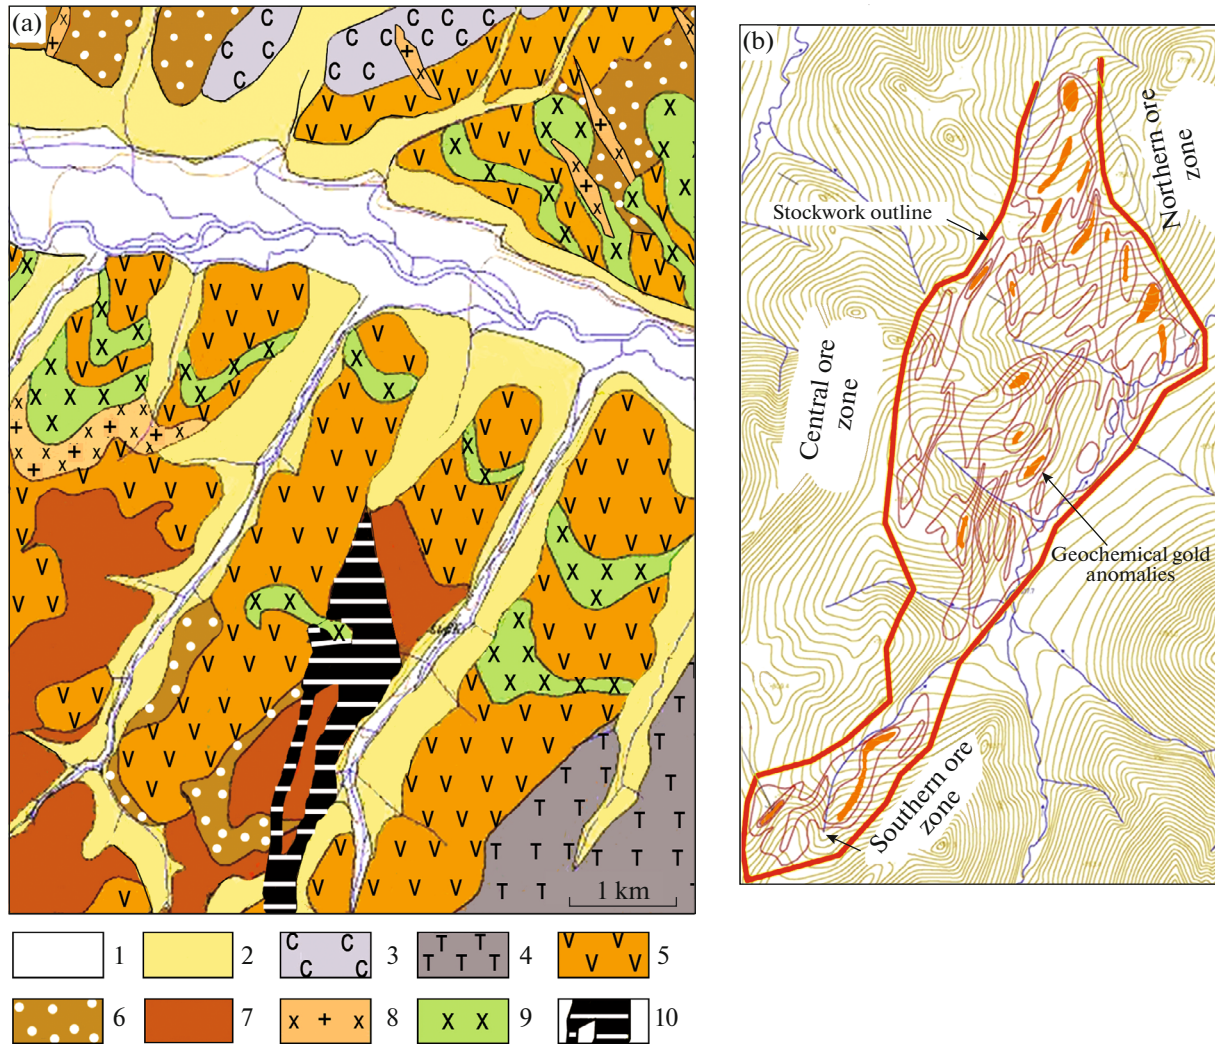 (a)
1 km
1
2
3
4
5
6
7
8
9
10
(b)
Northern ore
zone
Stockwork outline
Central ore
zone
Geochemical gold
anomalies
Southern ore
zone